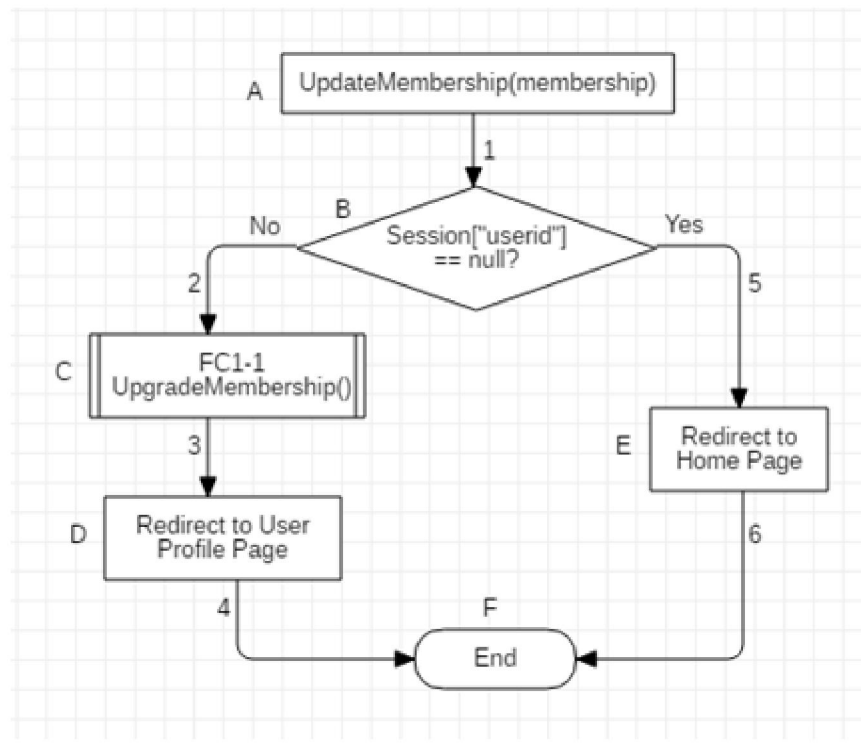 A
UpdateMembership(membership)
1
B
No
Yes
Session["userid"]
== null?
2
5
C
FC1-1
UpgradeMembership()
3
E
Redirect to
Home Page
D
Redirect to User
Profile Page
6
4
F
End